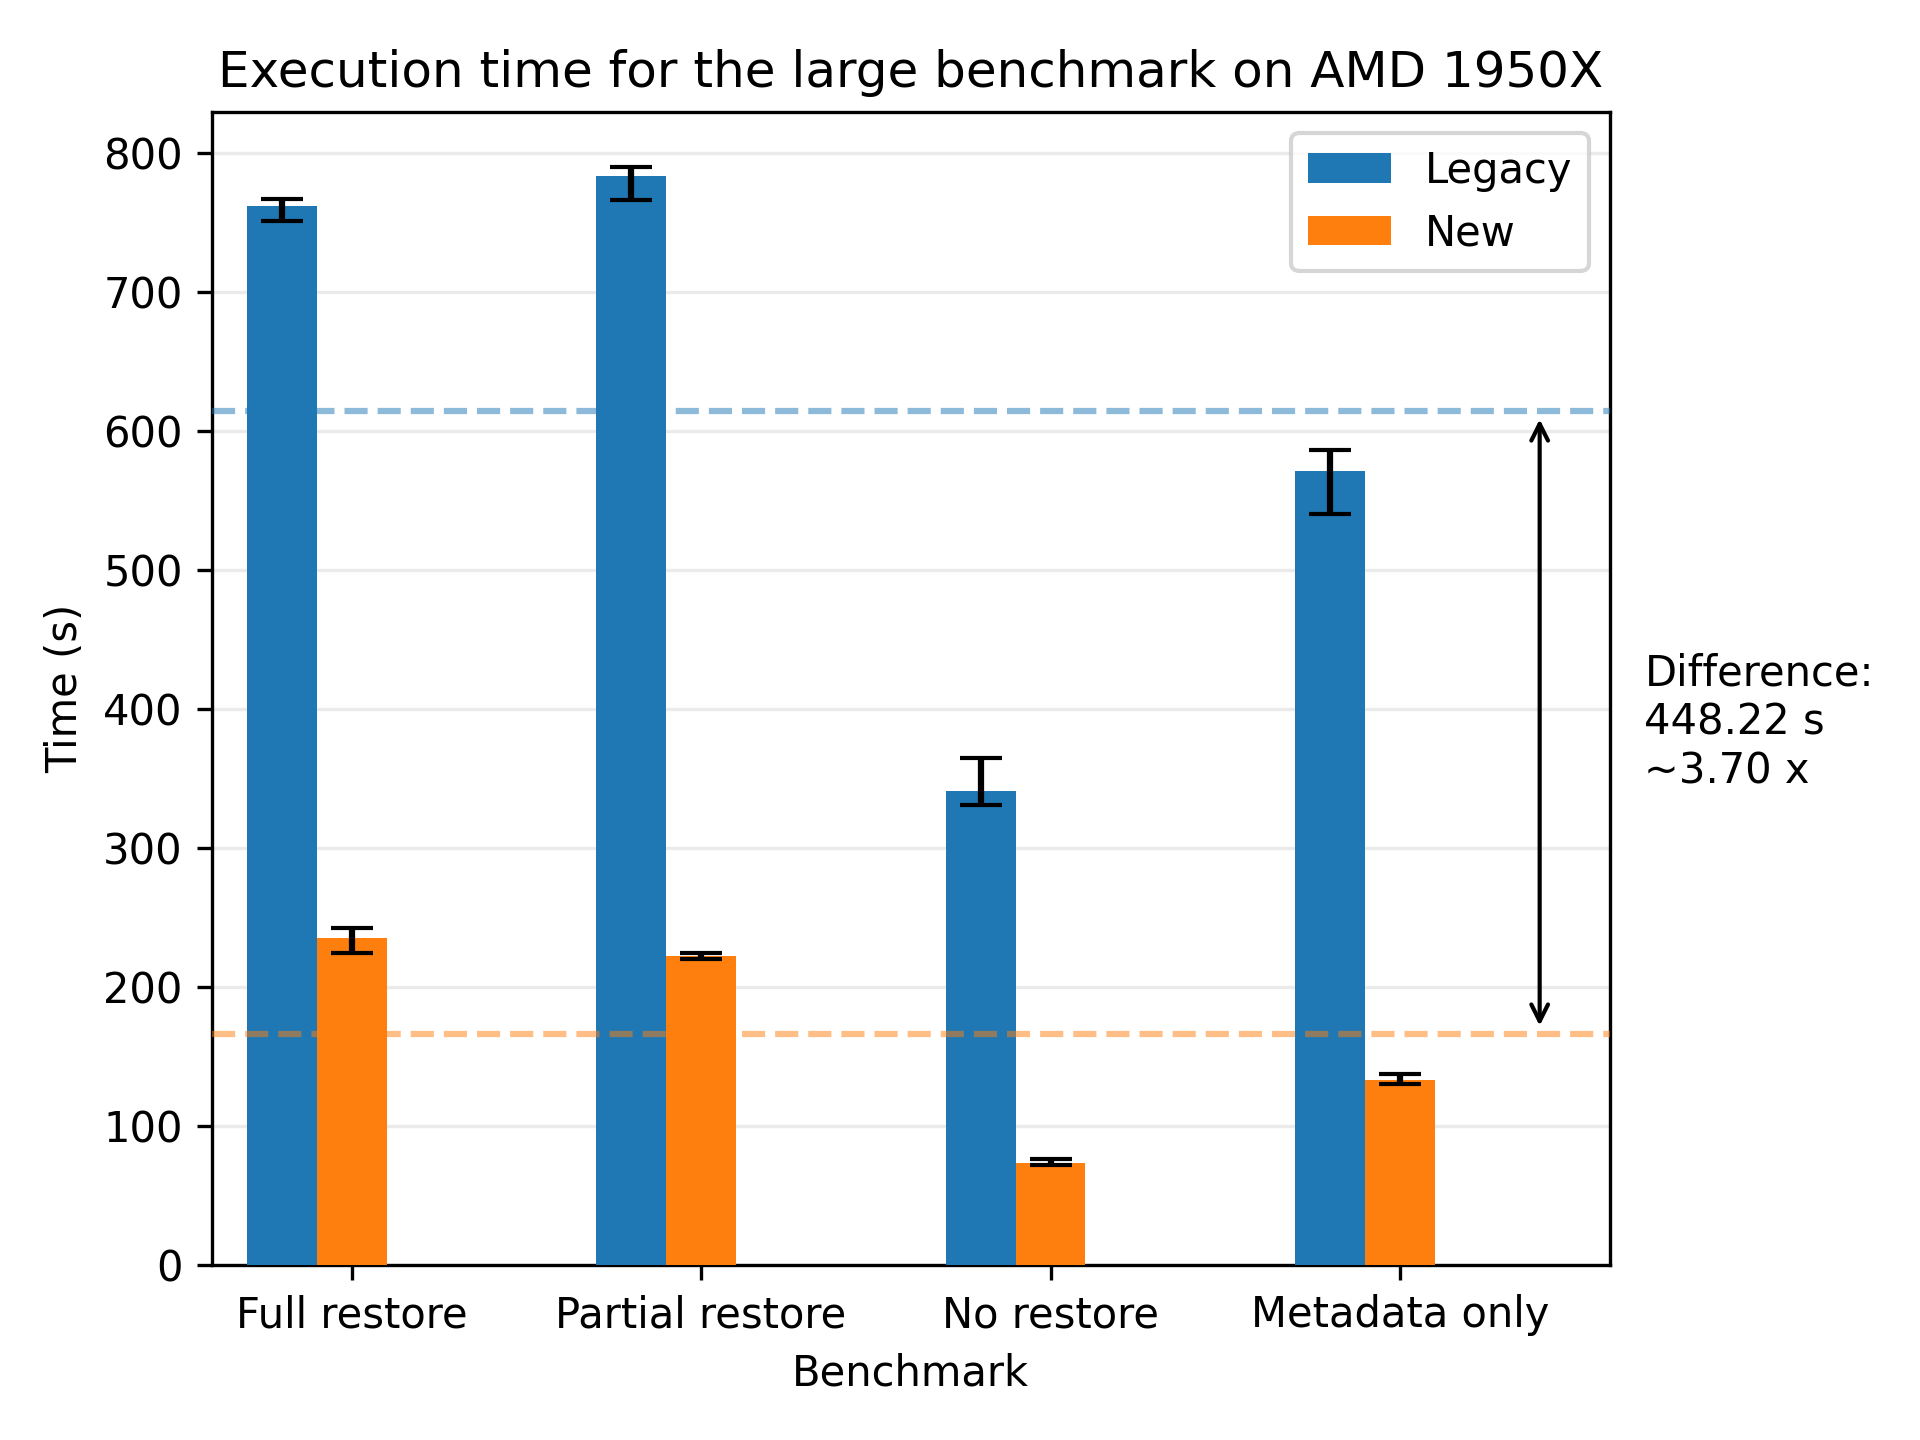 Execution time for the large benchmark on AMD 1950X
Legacy
New
800
700
600
500
400
300
200
100
0
Time (s)
Difference:
448.22 s
~3.70 x
Full restore
Partial restore
No restore
Metadata only
Benchmark